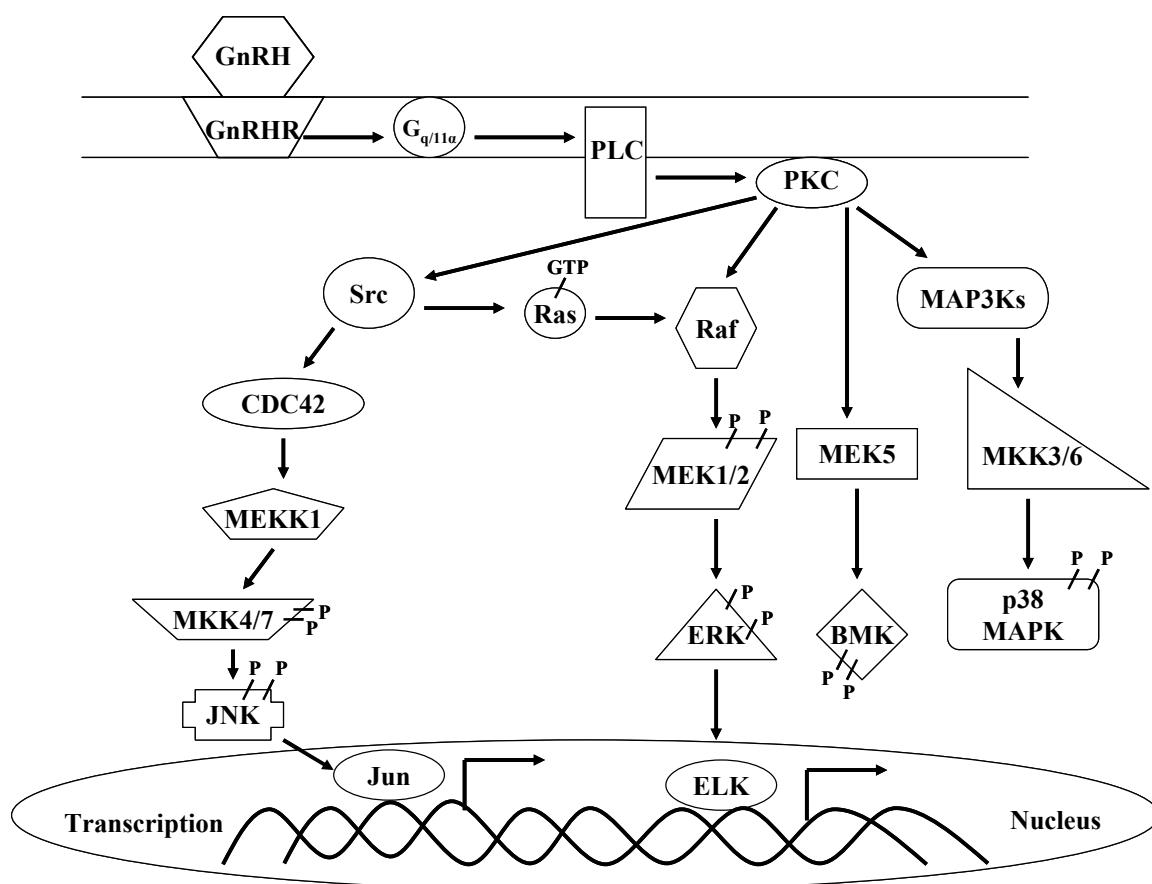 GnRH
GnRHR
Gq/11α
PLC
PKC
Src
GTP
Ras
Raf
MAP3Ks
CDC42
P
P
MEK1/2
MEK5
MKK3/6
MEKK1
P
P
MKK4/7
P
P
ERK
BMK
P
P
P
P
p38
MAPK
P
P
JNK
Jun
ELK
Transcription
Nucleus